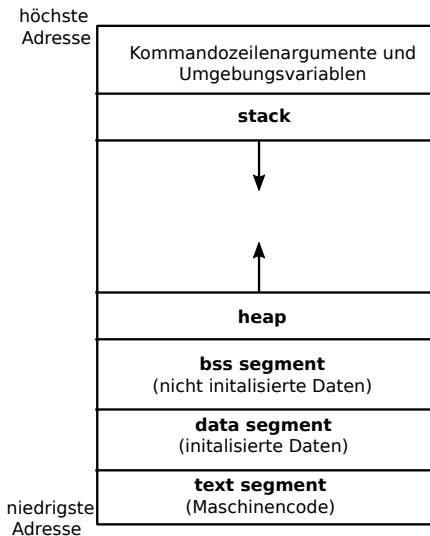 höchste
Adresse
Kommandozeilenargumente und
Umgebungsvariablen
stack
heap
bss segment
(nicht initalisierte Daten)
data segment
(initalisierte Daten)
text segment
(Maschinencode)
niedrigste
Adresse